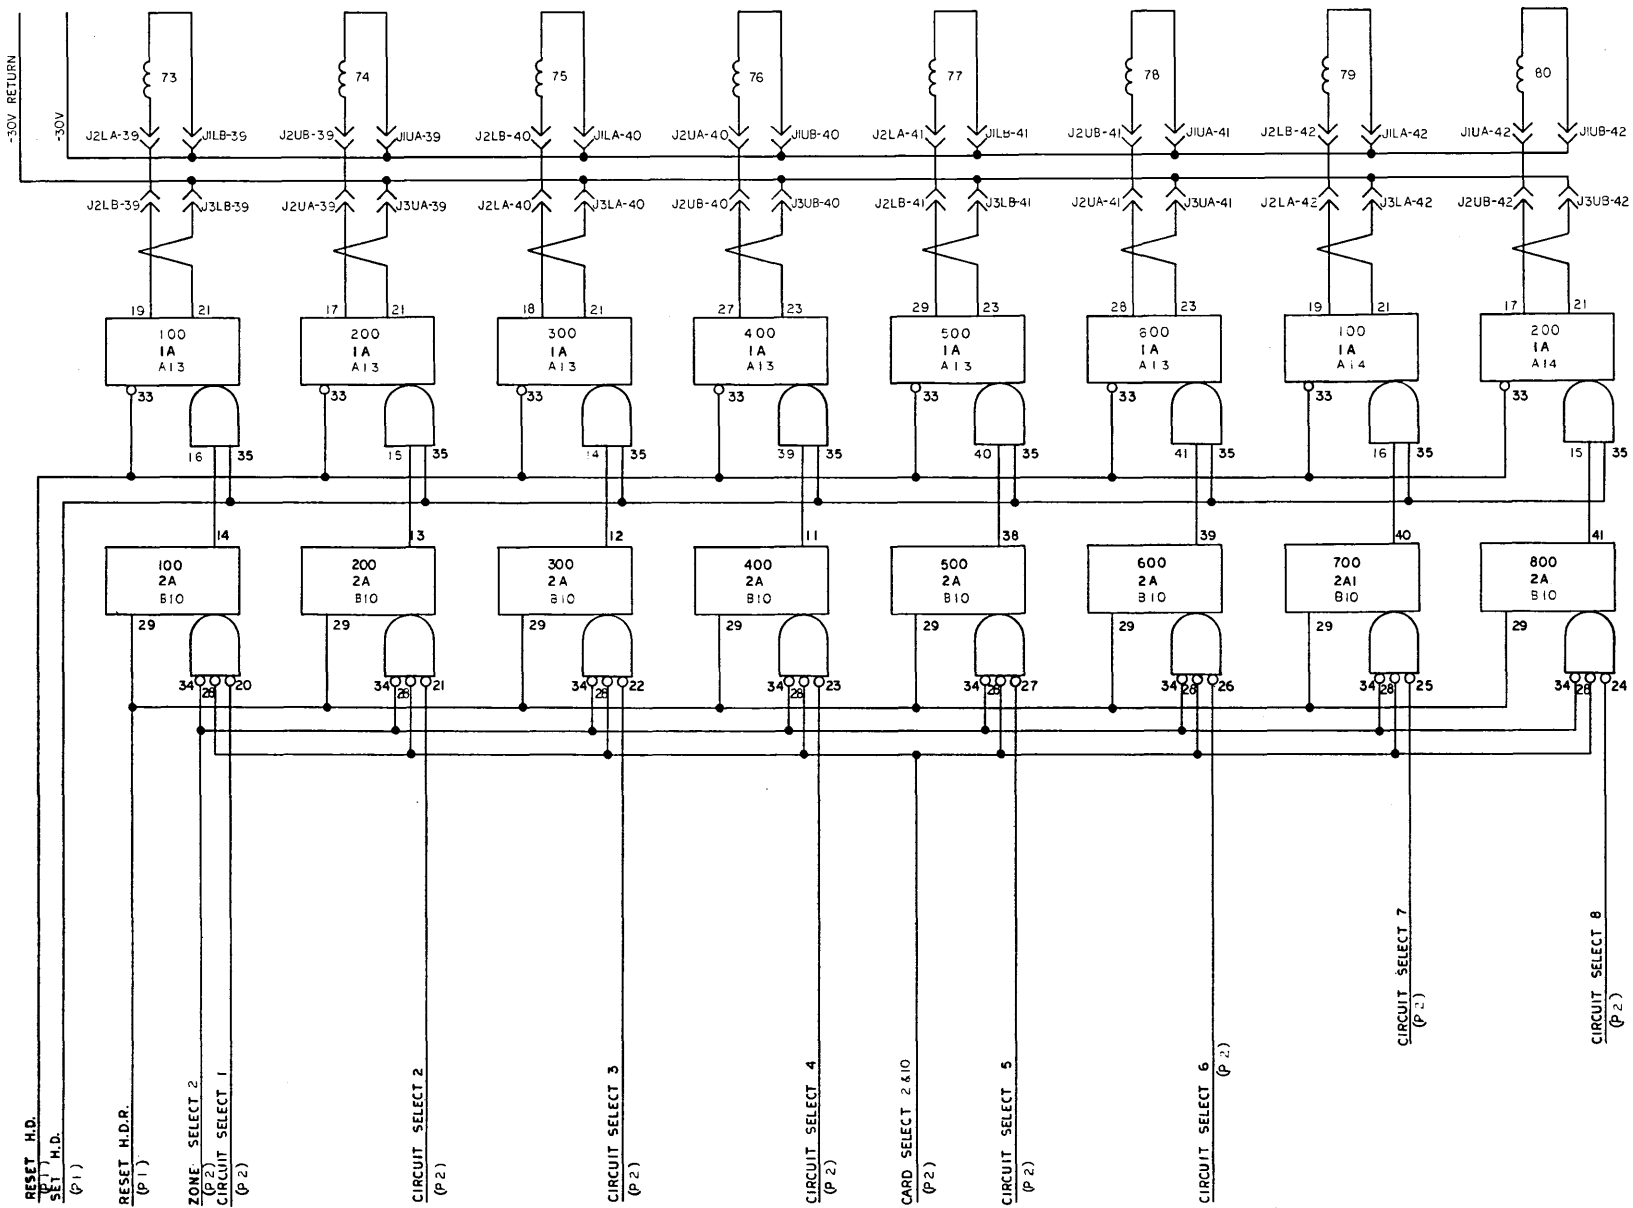 -30V RETURN
-30V
73 74 75 76 77 78 79 80
J2LA-39 J1LB-39 J2UB-39 J1UA-39 J2LB-40 J1LA-40 J2UA-40 J1UB-40 J2LA-41 J1LB-41 J2UB-41 J1UA-41 J2LB-42 J1LA-42 J1UA-42 J1UB-42
J2LB-39 J3LB-39 J2UA-39 J3UA-39 J2LA-40 J3LA-40 J2UB-40 J3UB-40 J2LB-41 J3LB-41 J2UA-41 J3UA-41 J2LA-42 J3LA-42 J2UB-42 J3UB-42
19 21 17 21 18 21 27 23 29 23 28 23 19 21 17 21
100 200 300 400 500 600 100 200
1A 1A 1A 1A 1A 1A 1A 1A
A13 A13 A13 A13 A13 A13 A14 A14
33 33 33 33 33 33 33 33
16 35 15 35 14 35 39 35 40 35 41 35 16 35 15 35
14 13 12 11 38 39 40 41
100 200 300 400 500 600 700 800
2A 2A 2A 2A 2A 2A 2A1 2A
B10 B10 B10 B10 B10 B10 B10 B10
29 29 29 29 29 29 29 29
34 28 20 34 28 21 34 28 22 34 28 23 34 28 27 34 28 26 34 28 25 34 28 24
RESET H.D.
(P1)
SET H.D.
(P1)
RESET H.D.R.
(P1)
ZONE SELECT 2
(P2)
CIRCUIT SELECT 1
(P2)
CIRCUIT SELECT 2
(P2)
CIRCUIT SELECT 3
(P2)
CIRCUIT SELECT 4
(P2)
CARD SELECT 2 &10
(P2)
CIRCUIT SELECT 5
(P2)
CIRCUIT SELECT 6
(P2)
CIRCUIT SELECT 7
(P2)
CIRCUIT SELECT 8
(P2)